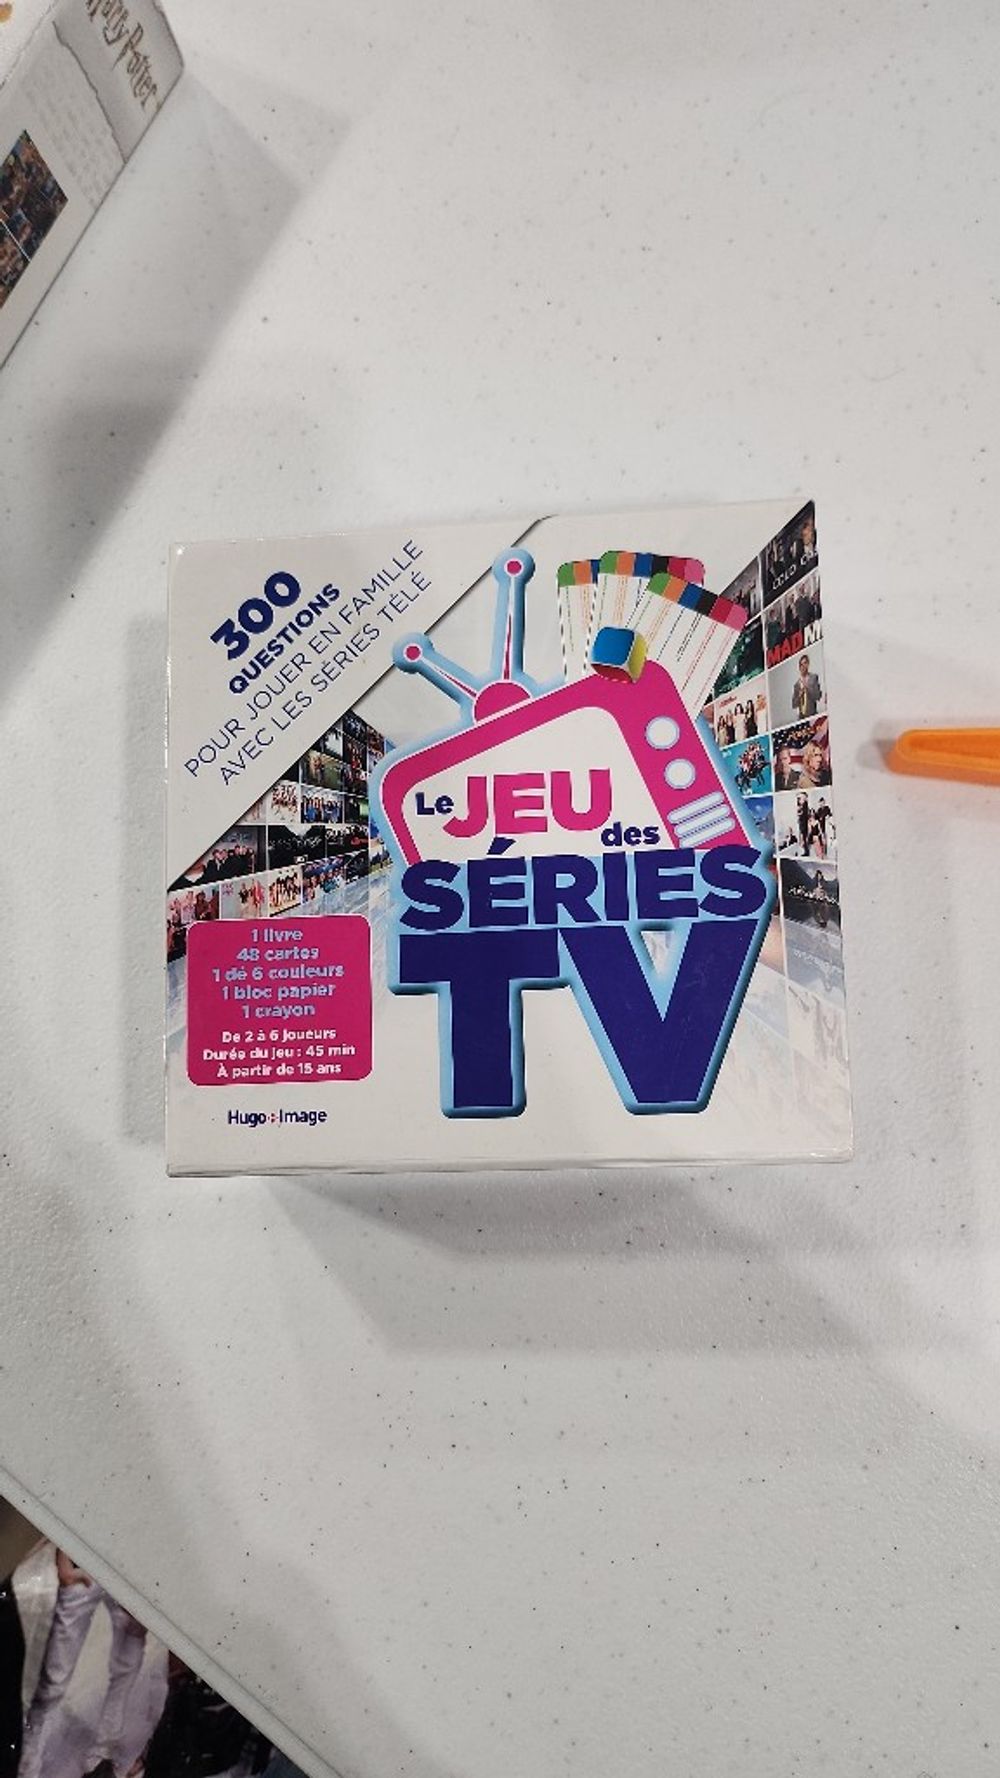 Harry Potter
300
QUESTIONS
POUR JOUER EN FAMILLE
AVEC LES SÉRIES TÉLÉ
Le JEU
des
SÉRIES
TV
MAD M
1 livre
48 cartes
1 dé 6 couleurs
1 bloc papier
1 crayon
De 2 à 6 joueurs
Durée du jeu : 45 min
À partir de 15 ans
Hugo Image